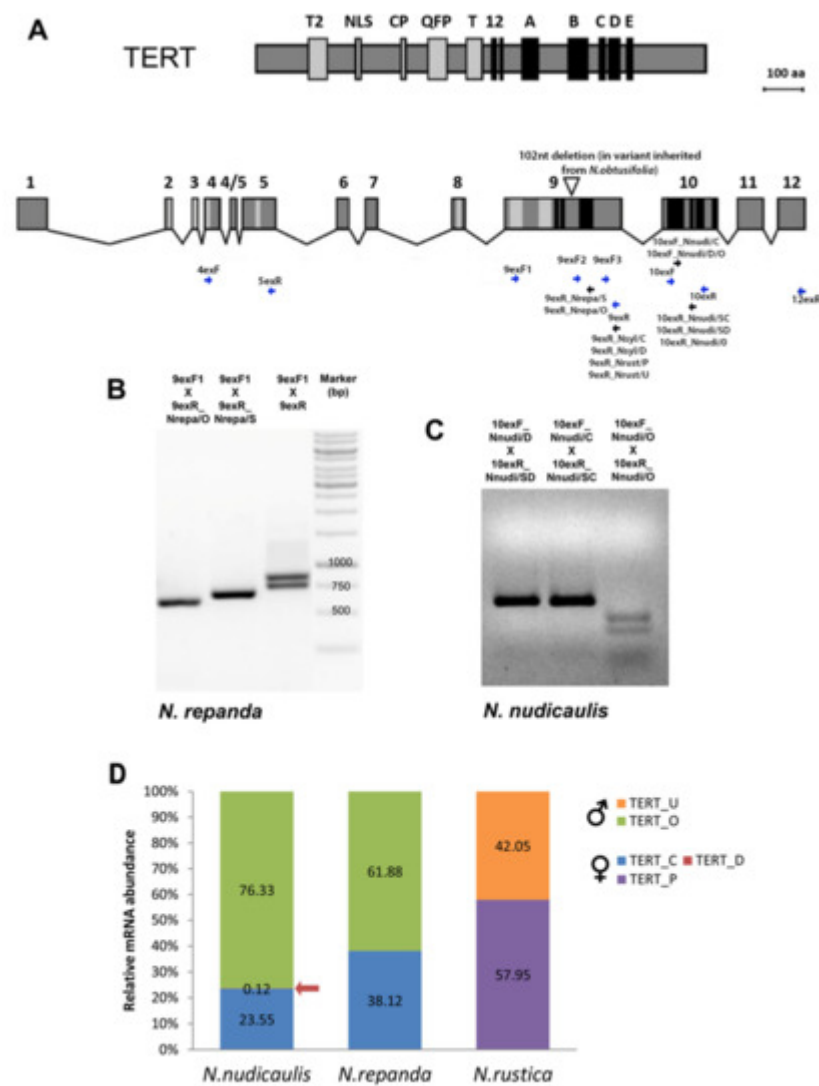 A
T2 NLS CP QFP T 12 A B C D E
TERT
100 aa
102nt deletion (in variant inherited
from N.obtusifolia)
1 2 3 4 4/5 5 6 7 8 9 10 11 12
10exF_Nnudi/C
10exF_Nnudi/D/O
4exF 5exR 9exF1 9exF2 9exF3 10exF 10exR 12exR
9exR_Nrepa/S
9exR_Nrepa/O
9exR
9exR_Nsyl/C
9exR_Nsyl/D
9exR_Nrust/P
9exR_Nrust/U
10exR_Nnudi/SC
10exR_Nnudi/SD
10exR_Nnudi/0
B
9exF1
X
9exR_
Nrepa/O
9exF1
X
9exR_
Nrepa/S
9exF1
X
9exR
Marker
(bp)
1000
750
500
N. repanda
C
10exF_
Nnudi/D
X
10exR_
Nnudi/SD
10exF_
Nnudi/C
X
10exR_
Nnudi/SC
10exF_
Nnudi/O
X
10exR_
Nnudi/O
N. nudicaulis
D
Relative mRNA abundance
100%
90%
80%
70%
60%
50%
40%
30%
20%
10%
0%
76.33
0.12
23.55
61.88
38.12
42.05
57.95
N.nudicaulis N.repanda N.rustica
♂ TERT_U
TERT_O
♀ TERT_C TERT_D
TERT_P